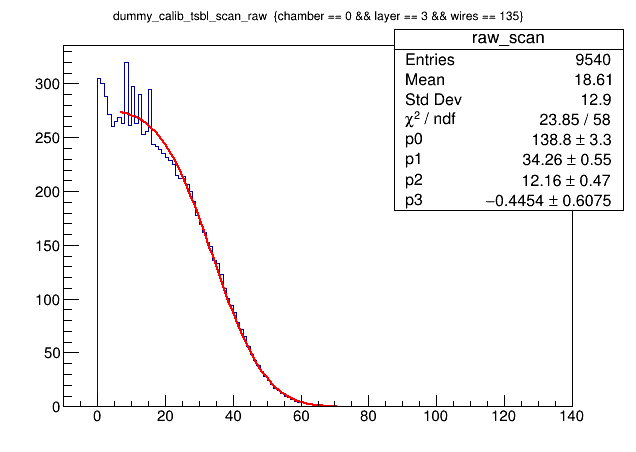 dummy_calib_tsbl_scan_raw {chamber == 0 && layer == 3 && wires == 135}
raw_scan
Entries 9540
Mean 18.61
Std Dev 12.9
χ² / ndf 23.85 / 58
p0 138.8 ± 3.3
p1 34.26 ± 0.55
p2 12.16 ± 0.47
p3 −0.4454 ± 0.6075
300
250
200
150
100
50
0
0 20 40 60 80 100 120 140